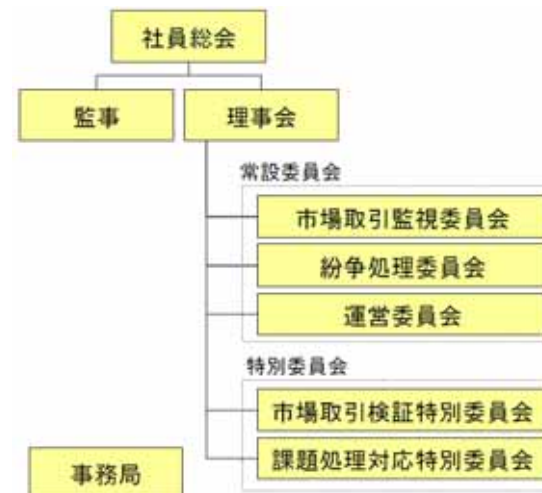 社員総会
監事
理事会
常設委員会
市場取引監視委員会
紛争処理委員会
運営委員会
特別委員会
市場取引検証特別委員会
課題処理対応特別委員会
事務局